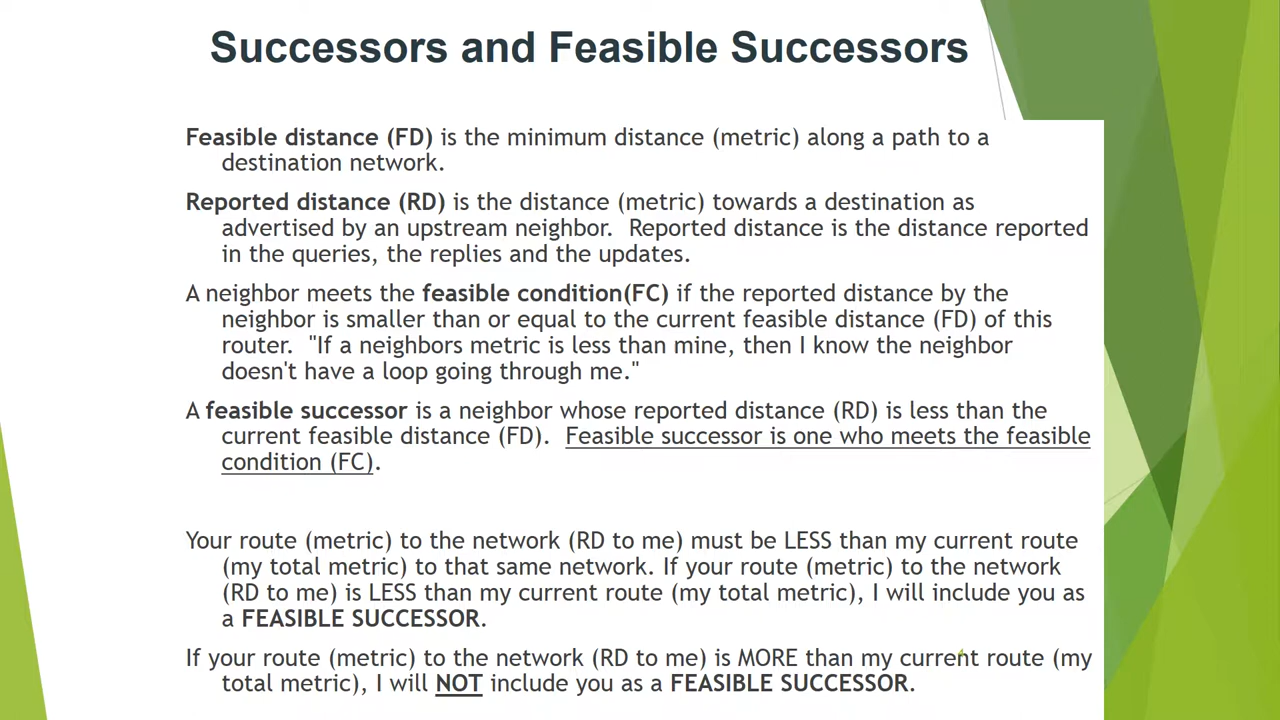 Successors and Feasible Successors
Feasible distance (FD) is the minimum distance (metric) along a path to a
destination network.
Reported distance (RD) is the distance (metric) towards a destination as
advertised by an upstream neighbor.  Reported distance is the distance reported
in the queries, the replies and the updates.
A neighbor meets the feasible condition(FC) if the reported distance by the
neighbor is smaller than or equal to the current feasible distance (FD) of this
router.  "If a neighbors metric is less than mine, then I know the neighbor
doesn't have a loop going through me."
A feasible successor is a neighbor whose reported distance (RD) is less than the
current feasible distance (FD).  Feasible successor is one who meets the feasible
condition (FC).
Your route (metric) to the network (RD to me) must be LESS than my current route
(my total metric) to that same network. If your route (metric) to the network
(RD to me) is LESS than my current route (my total metric), I will include you as
a FEASIBLE SUCCESSOR.
If your route (metric) to the network (RD to me) is MORE than my current route (my
total metric), I will NOT include you as a FEASIBLE SUCCESSOR.